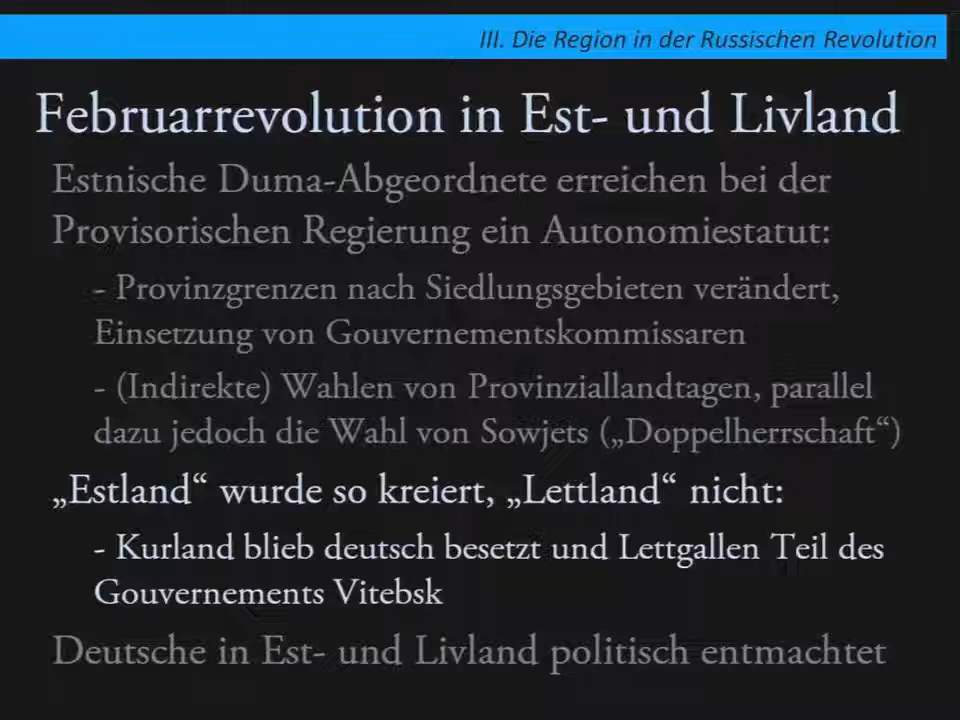 III. Die Region in der Russischen Revolution
Februarrevolution in Est- und Livland
Estnische Duma-Abgeordnete erreichen bei der
Provisorischen Regierung ein Autonomiestatut:
- Provinzgrenzen nach Siedlungsgebieten verändert,
Einsetzung von Gouvernementskommissaren
- (Indirekte) Wahlen von Provinziallandtagen, parallel
dazu jedoch die Wahl von Sowjets („Doppelherrschaft“)
„Estland“ wurde so kreiert, „Lettland“ nicht:
- Kurland blieb deutsch besetzt und Lettgallen Teil des
Gouvernements Vitebsk
Deutsche in Est- und Livland politisch entmachtet